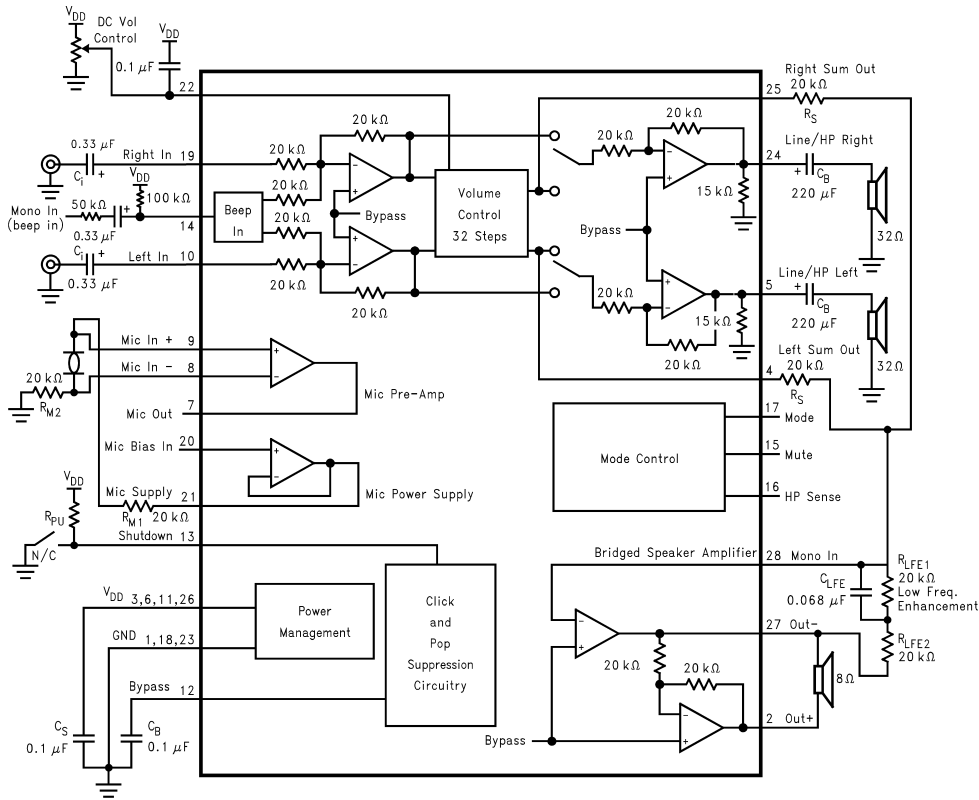 VDD
DC Vol
Control
VDD
0.1 μF
22
Right Sum Out
25
20 kΩ
RS
0.33 μF
Ci
+
Right In
19
20 kΩ
20 kΩ
20 kΩ
VDD
100 kΩ
Mono In
(beep in)
50 kΩ
+
0.33 μF
14
Beep
In
20 kΩ
Ci
+
0.33 μF
Left In
10
20 kΩ
20 kΩ
−
+
Bypass
+
−
Volume
Control
32 Steps
20 kΩ
20 kΩ
−
+
15 kΩ
Bypass
Line/HP Right
24
+
CB
220 μF
32Ω
+
−
20 kΩ
20 kΩ
15 kΩ
Line/HP Left
5
+
CB
220 μF
32Ω
Left Sum Out
4
20 kΩ
RS
Mic In +
9
Mic In −
8
20 kΩ
RM2
+
−
Mic Pre-Amp
Mic Out
7
Mic Bias In
20
+
−
Mic Power Supply
Mic Supply
21
RM1
20 kΩ
Mode Control
17
Mode
15
Mute
16
HP Sense
VDD
RPU
N/C
Shutdown
13
Click
and
Pop
Suppression
Circuitry
VDD
3,6,11,26
GND
1,18,23
Power
Management
Bypass
12
CS
0.1 μF
CB
0.1 μF
Bridged Speaker Amplifier
28
Mono In
CLFE
0.068 μF
RLFE1
20 kΩ
Low Freq.
Enhancement
−
+
27
Out−
RLFE2
20 kΩ
20 kΩ
20 kΩ
8Ω
−
+
2
Out+
Bypass